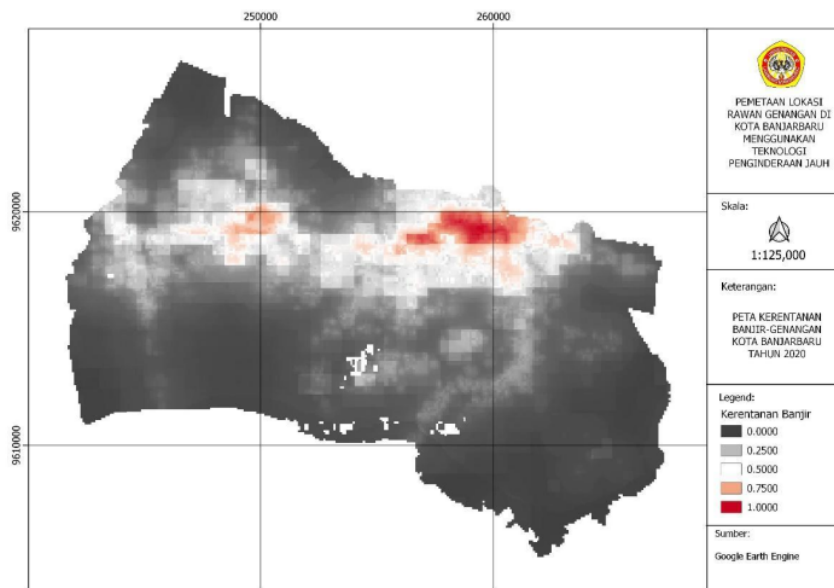 250000
260000
9620000
9610000
PEMETAAN LOKASI
RAWAN GENANGAN DI
KOTA BANJARBARU
MENGGUNAKAN
TEKNOLOGI
PENGINDERAAN JAUH
Skala:
1:125,000
Keterangan:
PETA KERENTANAN
BANJIR-GENANGAN
KOTA BANJARBARU
TAHUN 2020
Legend:
Kerentanan Banjir
0.0000
0.2500
0.5000
0.7500
1.0000
Sumber:
Google Earth Engine